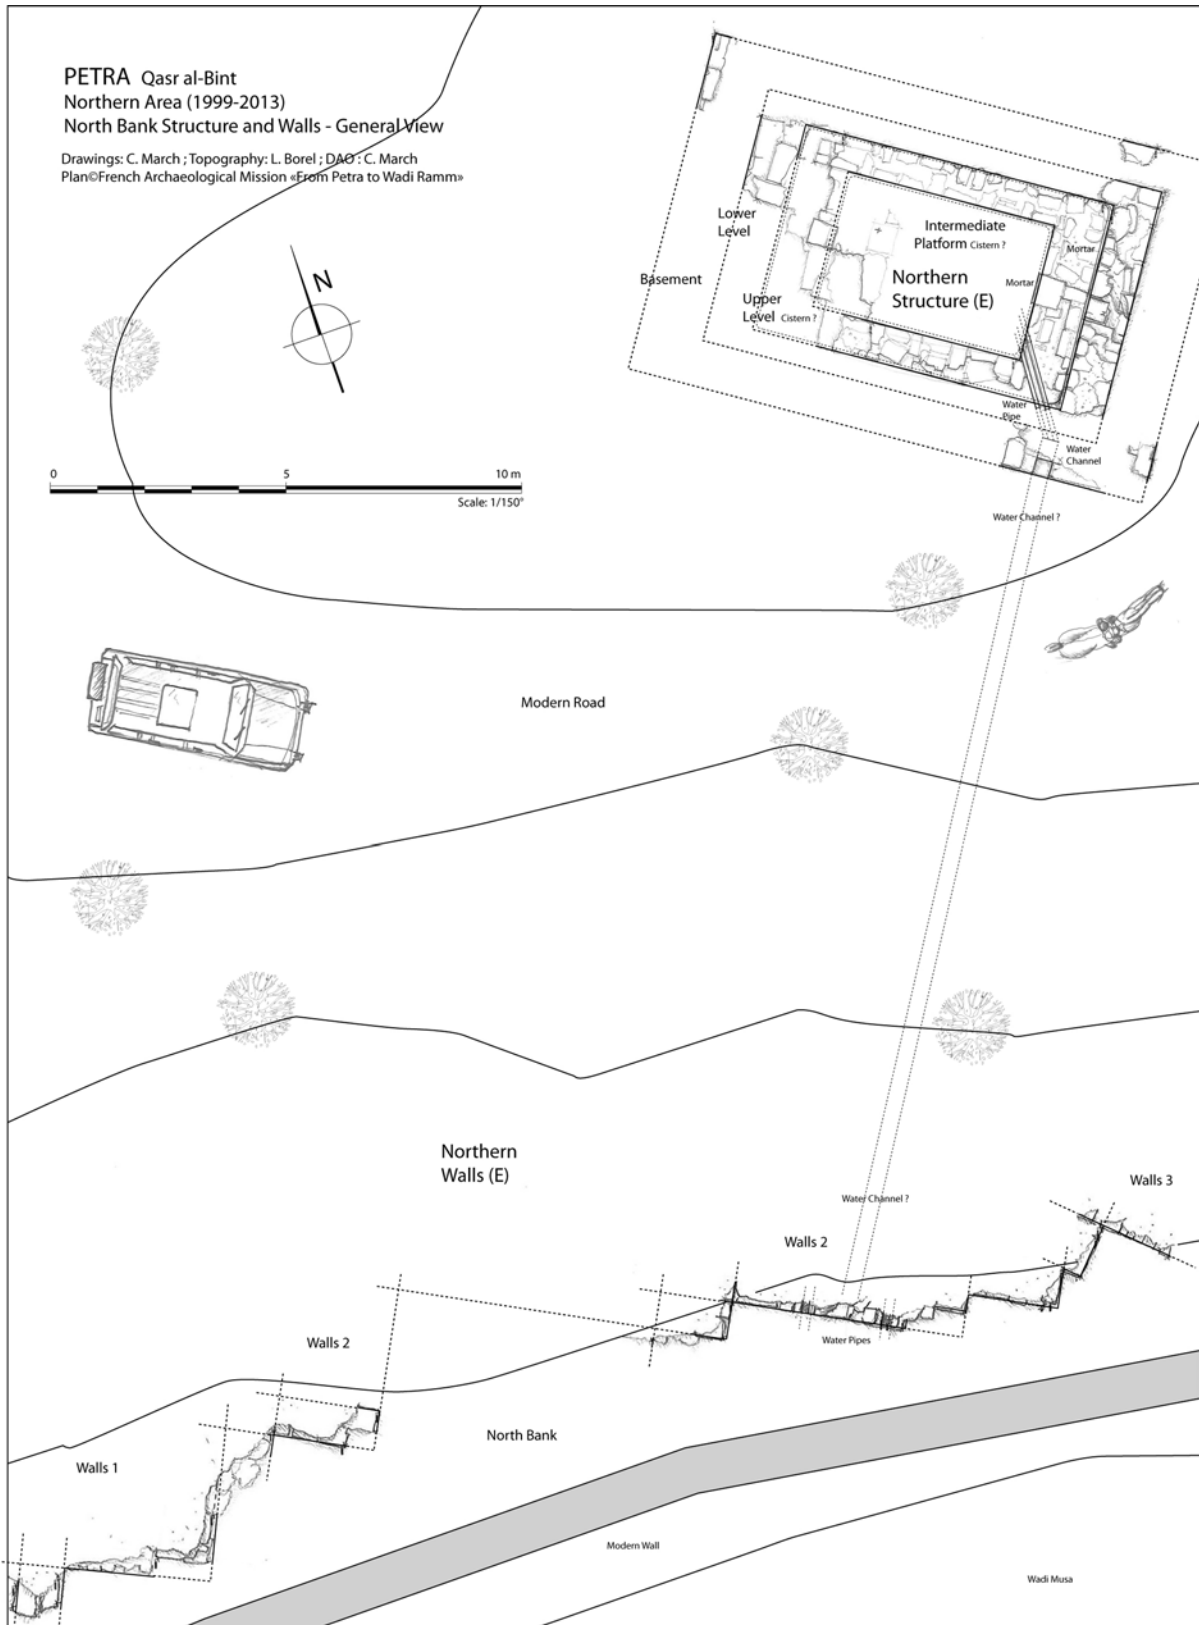 PETRA Qasr al-Bint
Northern Area (1999-2013)
North Bank Structure and Walls - General View
Drawings: C. March ; Topography: L. Borel ; DAO : C. March
Plan©French Archaeological Mission «From Petra to Wadi Ramm»
N
0 5 10 m
Scale: 1/150°
Lower
Level
Basement
Upper
Level Cistern ?
Intermediate
Platform Cistern ?
Mortar
Northern
Structure (E)
Mortar
Water
Pipe
Water
Channel
Water Channel ?
Modern Road
Northern
Walls (E)
Walls 3
Water Channel ?
Walls 2
Water Pipes
Walls 2
North Bank
Walls 1
Modern Wall
Wadi Musa